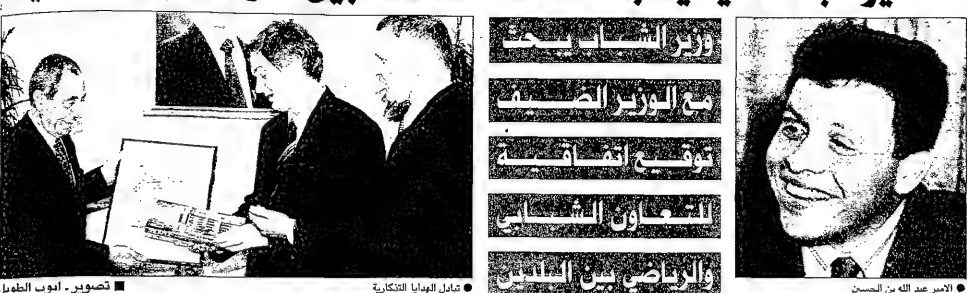 وزير الشباب يبحث
مع الوزير الضيف
توقيع اتفاقية
للتعاون الشبابي
والرياضي بين البلدين
● الامير عبد الله بن الحسين
● تبادل الهدايا التذكارية
■ تصوير - ايوب الطويل